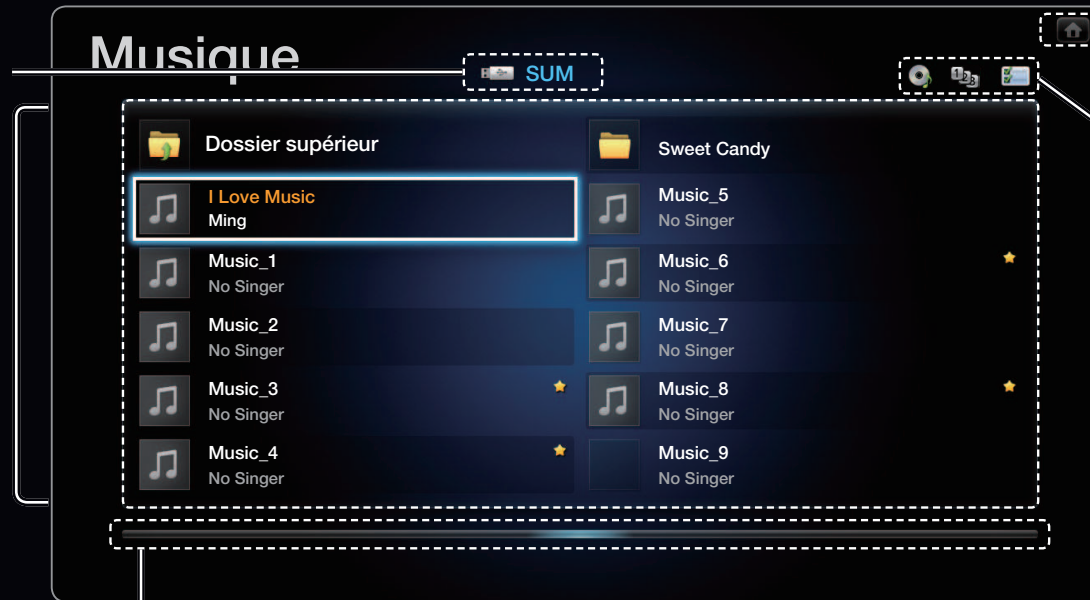 Musique
SUM
Dossier supérieur
I Love Music
Ming
Music_1
No Singer
Music_2
No Singer
Music_3
No Singer
Music_4
No Singer
Sweet Candy
Music_5
No Singer
Music_6
No Singer
Music_7
No Singer
Music_8
No Singer
Music_9
No Singer